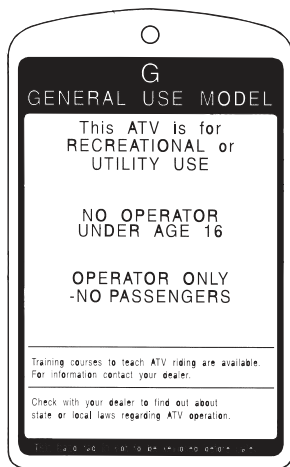 G
GENERAL USE MODEL
This ATV is for
RECREATIONAL or
UTILITY USE
NO OPERATOR
UNDER AGE 16
OPERATOR ONLY
-NO PASSENGERS
Training courses to teach ATV riding are available.
For information contact your dealer.
Check with your dealer to find out about
state or local laws regarding ATV operation.